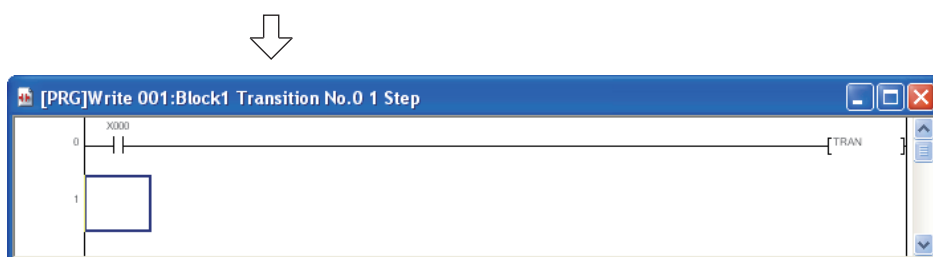 [PRG]Write 001:Block1 Transition No.0 1 Step
X000
0
TRAN
1